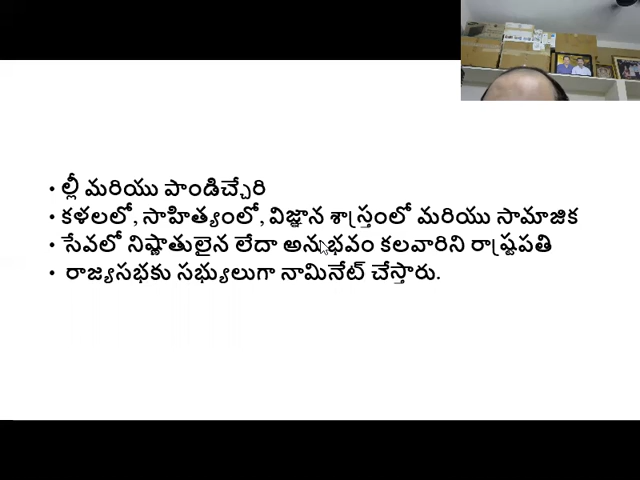 • ల్లీ మరియు పాండిచ్చేరి
• కళలలో, సాహిత్యంలో, విజ్ఞాన శాస్త్రంలో మరియు సామాజిక
• సేవలో నిష్ణాతులైన లేదా అనుభవం కలవారిని రాష్ట్రపతి
• రాజ్యసభకు సభ్యులుగా నామినేట్ చేస్తారు.